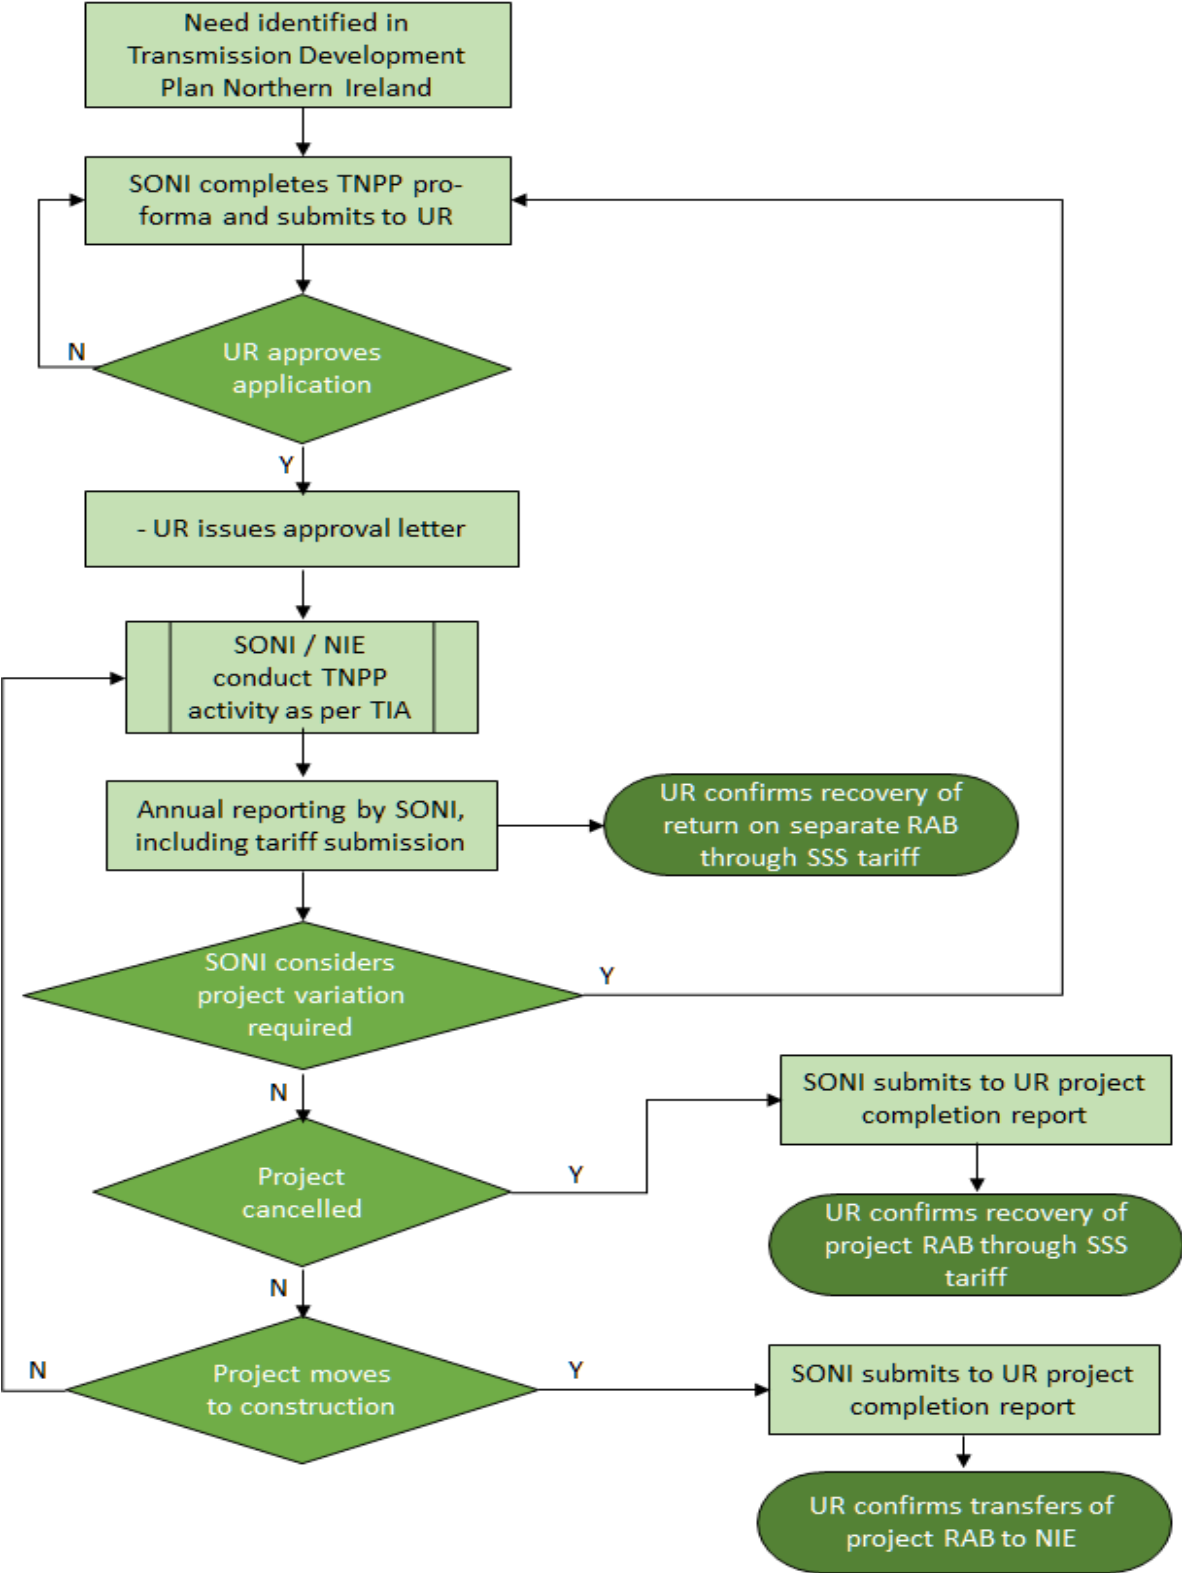 Need identified in
Transmission Development
Plan Northern Ireland
SONI completes TNPP pro-
forma and submits to UR
N
UR approves
application
Y
- UR issues approval letter
SONI / NIE
conduct TNPP
activity as per TIA
Annual reporting by SONI,
including tariff submission
UR confirms recovery of
return on separate RAB
through SSS tariff
SONI considers
project variation
required
Y
N
Project
cancelled
Y
SONI submits to UR project
completion report
UR confirms recovery of
project RAB through SSS
tariff
N
Project moves
to construction
N
Y
SONI submits to UR project
completion report
UR confirms transfers of
project RAB to NIE